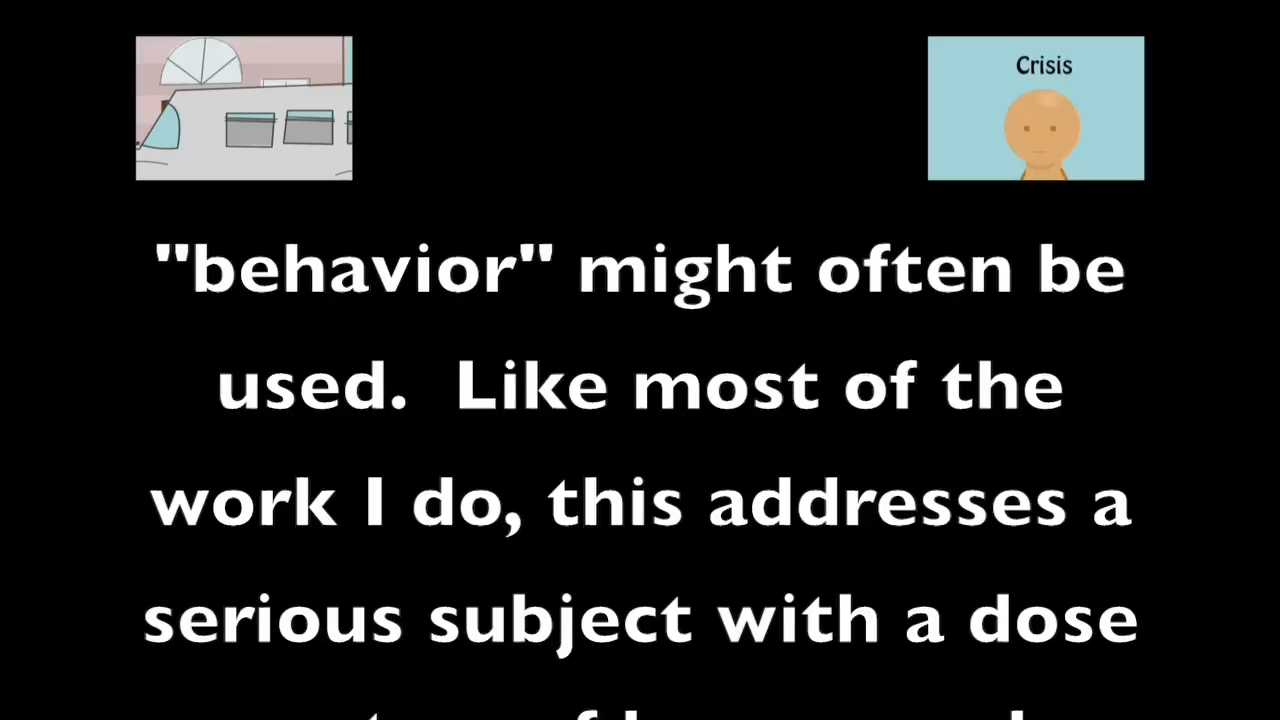 Crisis
"behavior" might often be
used.  Like most of the
work I do, this addresses a
serious subject with a dose